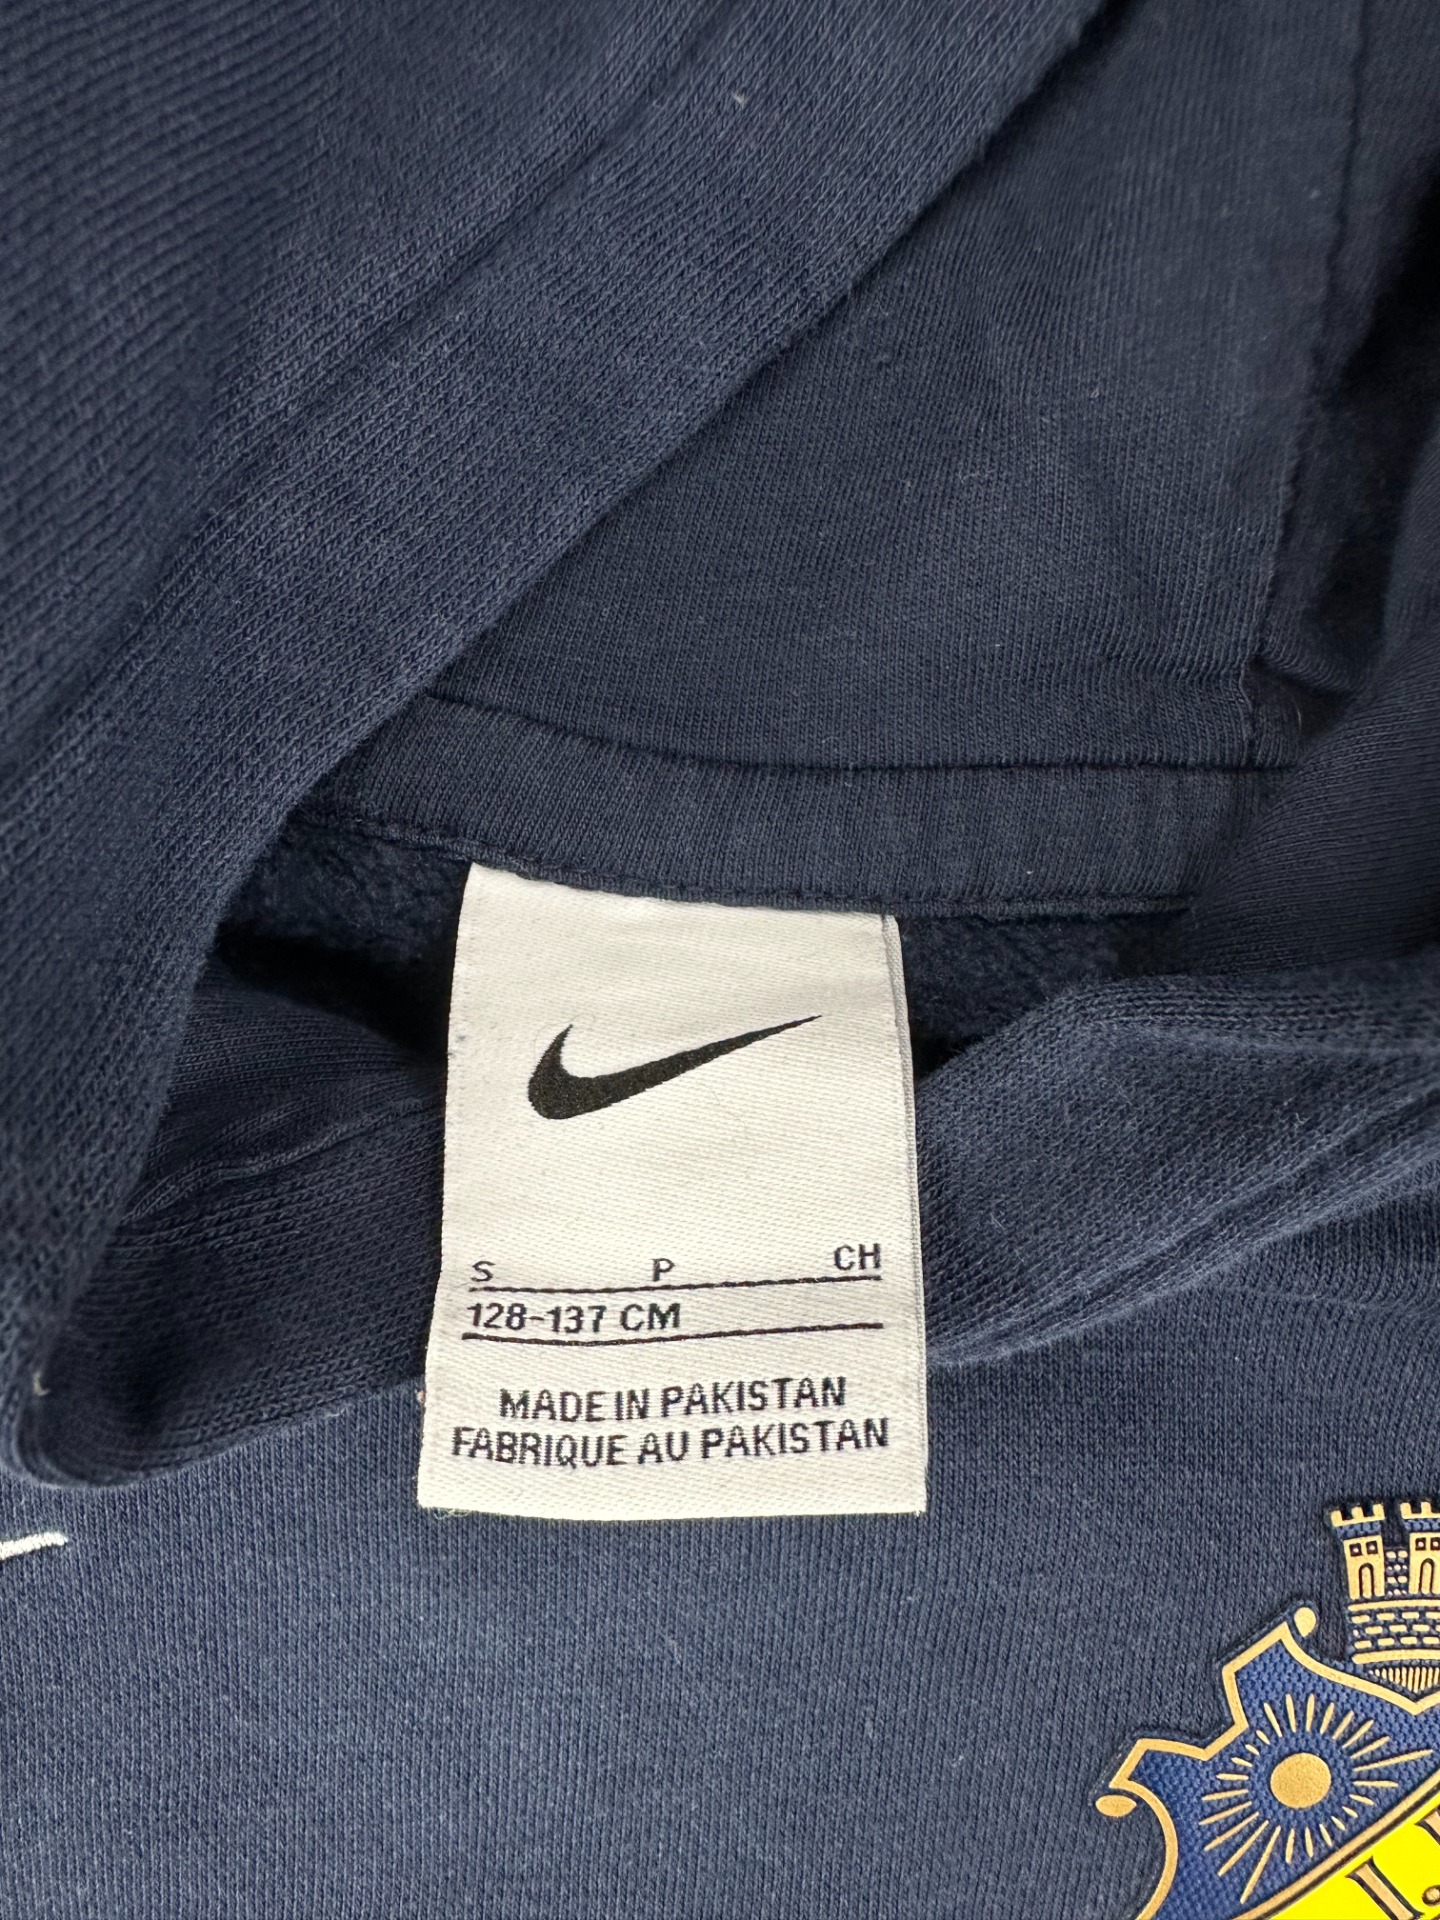 S P CH
128-137 CM
MADE IN PAKISTAN
FABRIQUE AU PAKISTAN
I.